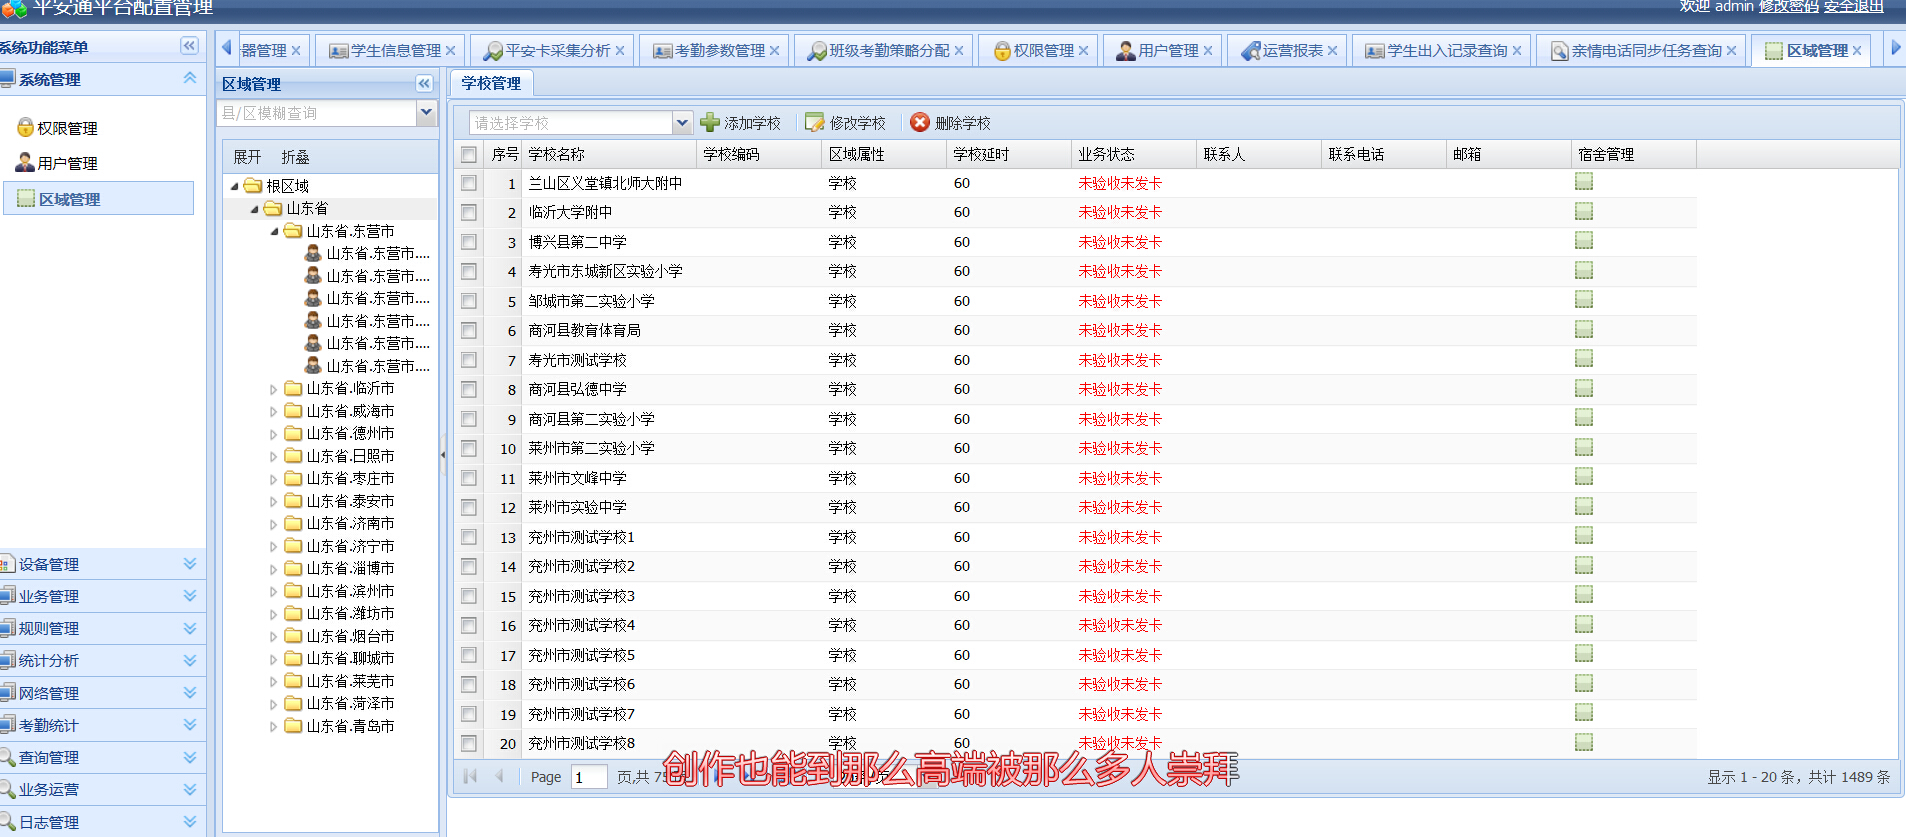 平安通平台配置管理
欢迎 admin 修改密码 安全退出
系统功能菜单
器管理 学生信息管理 平安卡采集分析 考勤参数管理 班级考勤策略分配 权限管理 用户管理 运营报表 学生出入记录查询 亲情电话同步任务查询 区域管理
系统管理
权限管理
用户管理
区域管理
设备管理
业务管理
规则管理
统计分析
网络管理
考勤统计
查询管理
业务运营
日志管理
区域管理
县/区模糊查询
展开 折叠
根区域
山东省
山东省.东营市
山东省.东营市....
山东省.东营市....
山东省.东营市....
山东省.东营市....
山东省.东营市....
山东省.东营市....
山东省.临沂市
山东省.威海市
山东省.德州市
山东省.日照市
山东省.枣庄市
山东省.泰安市
山东省.济南市
山东省.济宁市
山东省.淄博市
山东省.滨州市
山东省.潍坊市
山东省.烟台市
山东省.聊城市
山东省.莱芜市
山东省.菏泽市
山东省.青岛市
学校管理
请选择学校 添加学校 修改学校 删除学校
序号 学校名称 学校编码 区域属性 学校延时 业务状态 联系人 联系电话 邮箱 宿舍管理
1 兰山区义堂镇北师大附中 学校 60 未验收未发卡
2 临沂大学附中 学校 60 未验收未发卡
3 博兴县第二中学 学校 60 未验收未发卡
4 寿光市东城新区实验小学 学校 60 未验收未发卡
5 邹城市第二实验小学 学校 60 未验收未发卡
6 商河县教育体育局 学校 60 未验收未发卡
7 寿光市测试学校 学校 60 未验收未发卡
8 商河县弘德中学 学校 60 未验收未发卡
9 商河县第二实验小学 学校 60 未验收未发卡
10 莱州市第二实验小学 学校 60 未验收未发卡
11 莱州市文峰中学 学校 60 未验收未发卡
12 莱州市实验中学 学校 60 未验收未发卡
13 兖州市测试学校1 学校 60 未验收未发卡
14 兖州市测试学校2 学校 60 未验收未发卡
15 兖州市测试学校3 学校 60 未验收未发卡
16 兖州市测试学校4 学校 60 未验收未发卡
17 兖州市测试学校5 学校 60 未验收未发卡
18 兖州市测试学校6 学校 60 未验收未发卡
19 兖州市测试学校7 学校 60 未验收未发卡
20 兖州市测试学校8 学校 60 未验收未发卡
创作也能到那么高端被那么多人崇拜
Page 1 页,共 75 显示 1 - 20 条，共计 1489 条